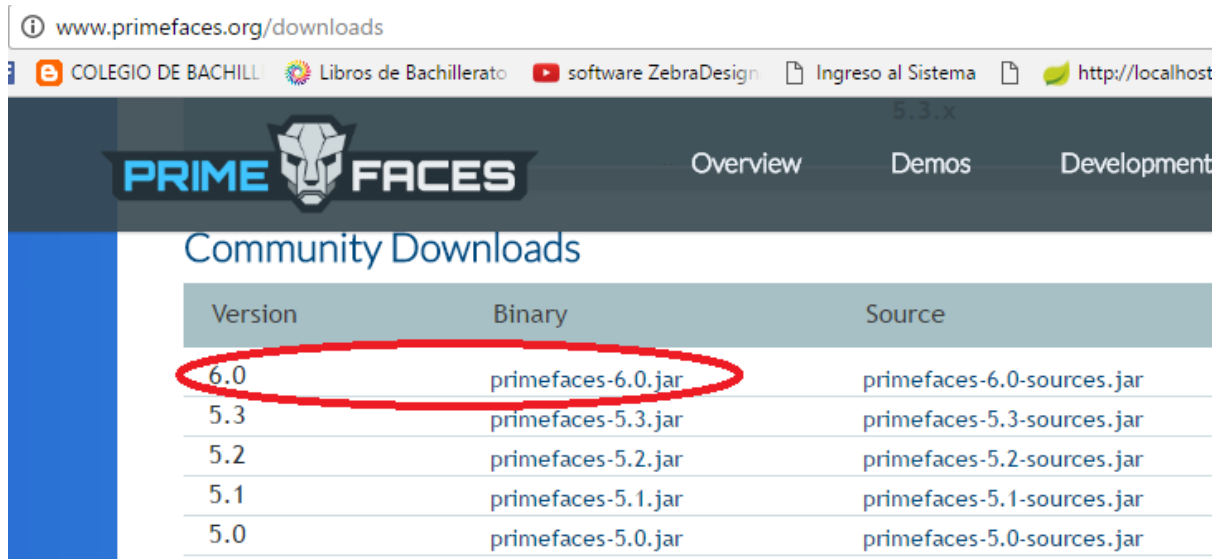 www.primefaces.org/downloads
COLEGIO DE BACHILL Libros de Bachillerato software ZebraDesign Ingreso al Sistema http://localhost
5.3.x
PRIME FACES Overview Demos Development
Community Downloads
Version Binary Source
6.0 primefaces-6.0.jar primefaces-6.0-sources.jar
5.3 primefaces-5.3.jar primefaces-5.3-sources.jar
5.2 primefaces-5.2.jar primefaces-5.2-sources.jar
5.1 primefaces-5.1.jar primefaces-5.1-sources.jar
5.0 primefaces-5.0.jar primefaces-5.0-sources.jar